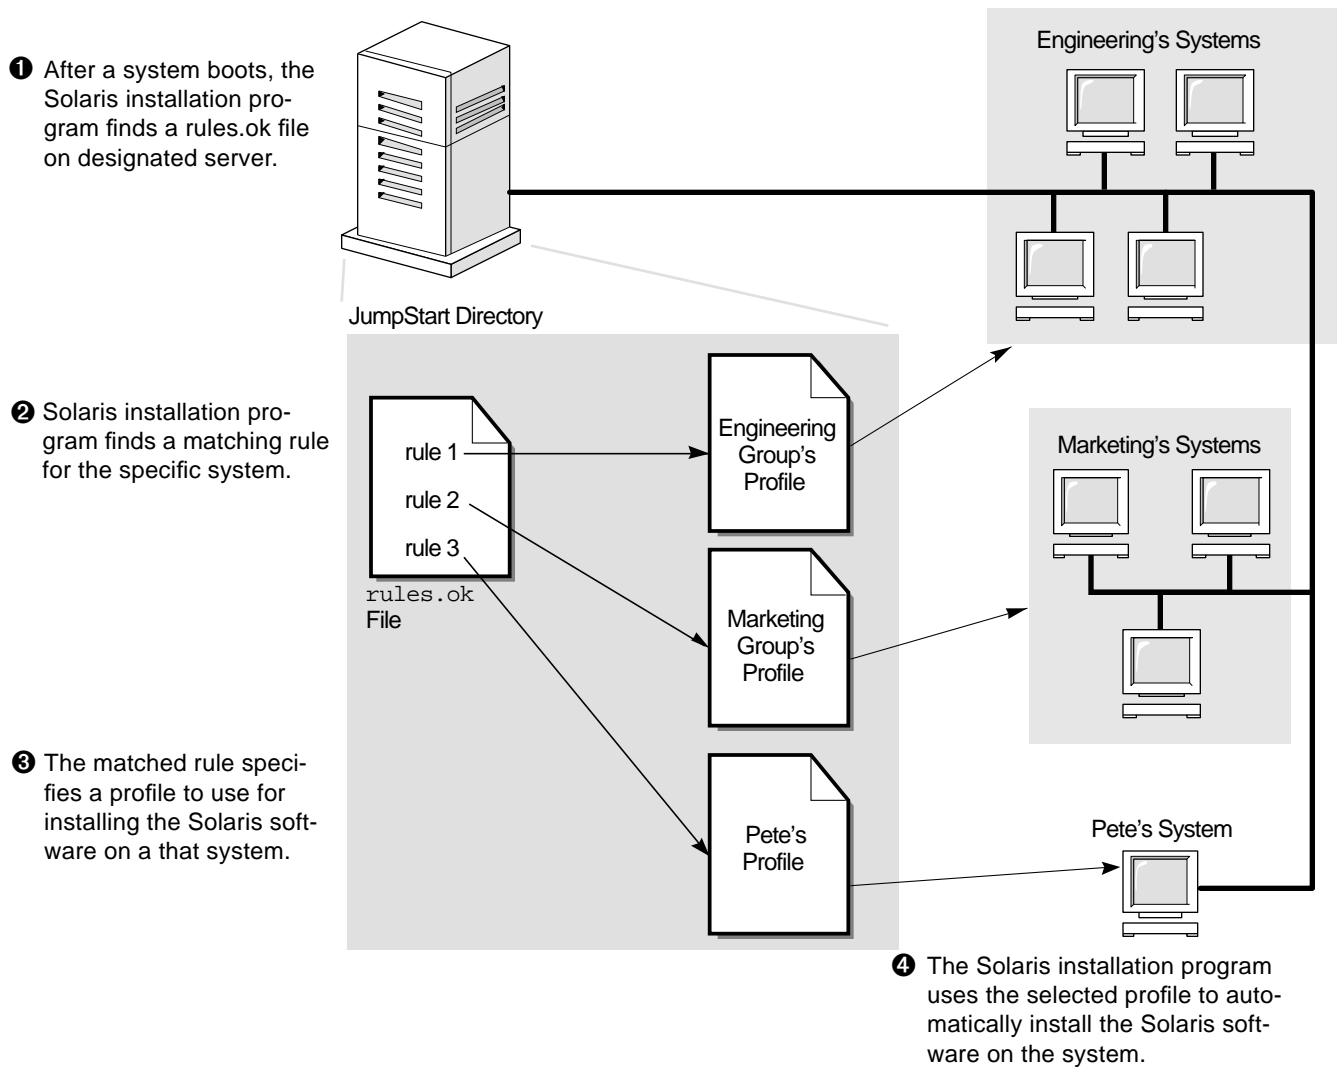 ❶ After a system boots, the
Solaris installation pro-
gram finds a rules.ok file
on designated server.
Engineering's Systems
JumpStart Directory
❷ Solaris installation pro-
gram finds a matching rule
for the specific system.
rule 1
rule 2
rule 3
rules.ok
File
Engineering
Group's
Profile
Marketing
Group's
Profile
Pete's
Profile
Marketing's Systems
❸ The matched rule speci-
fies a profile to use for
installing the Solaris soft-
ware on a that system.
Pete's System
❹ The Solaris installation program
uses the selected profile to auto-
matically install the Solaris soft-
ware on the system.